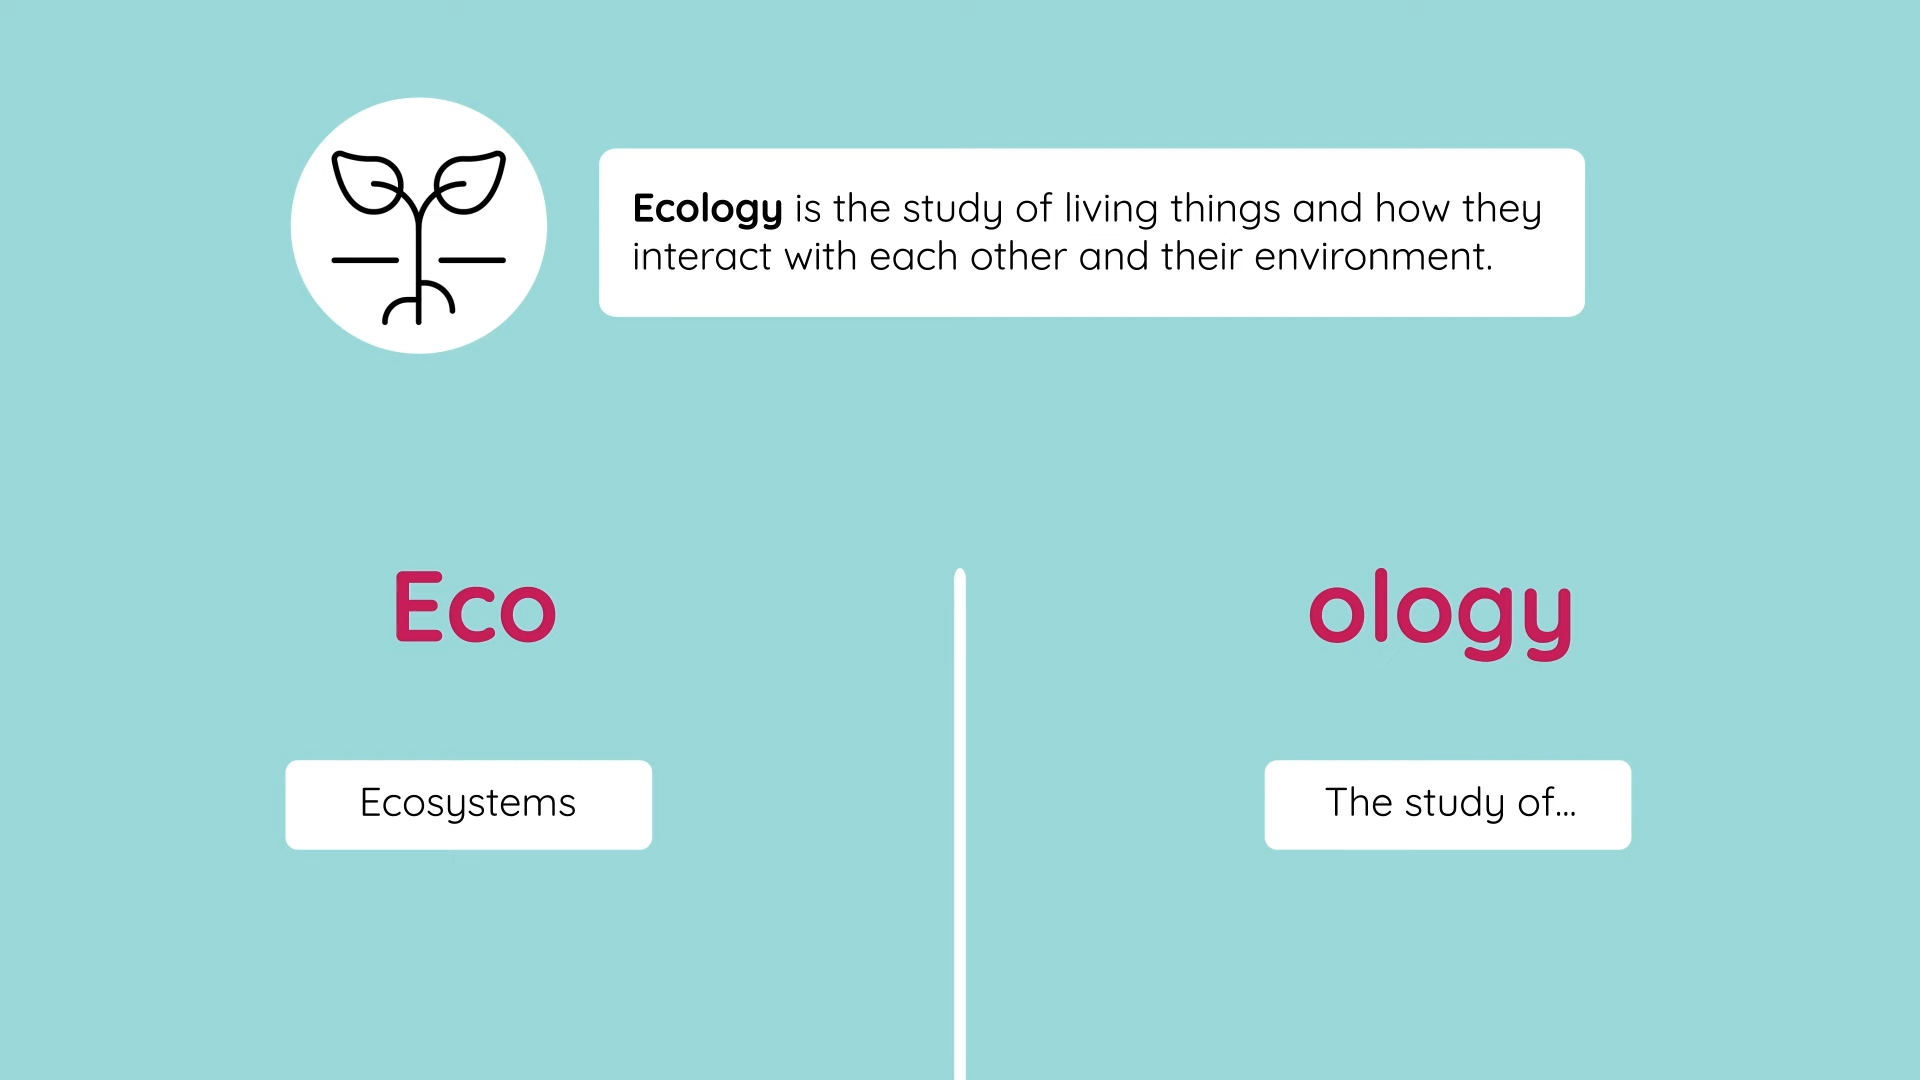 Ecology is the study of living things and how they
interact with each other and their environment.
Eco
ology
Ecosystems
The study of...